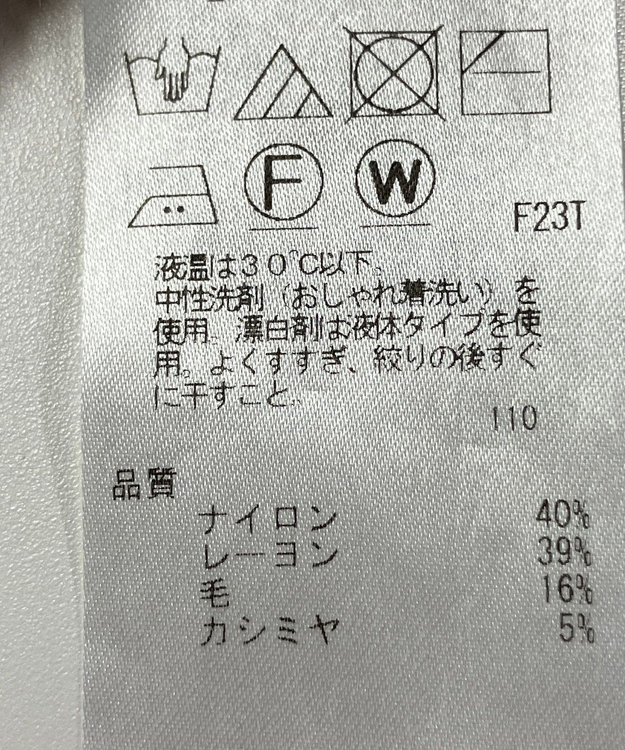 F
W
F23T
液温は30℃以下。
中性洗剤（おしゃれ着洗い）を
使用。漂白剤は液体タイプを使
用。よくすすぎ、絞りの後すぐ
に干すこと。
110
品質
ナイロン 40%
レーヨン 39%
毛 16%
カシミヤ 5%